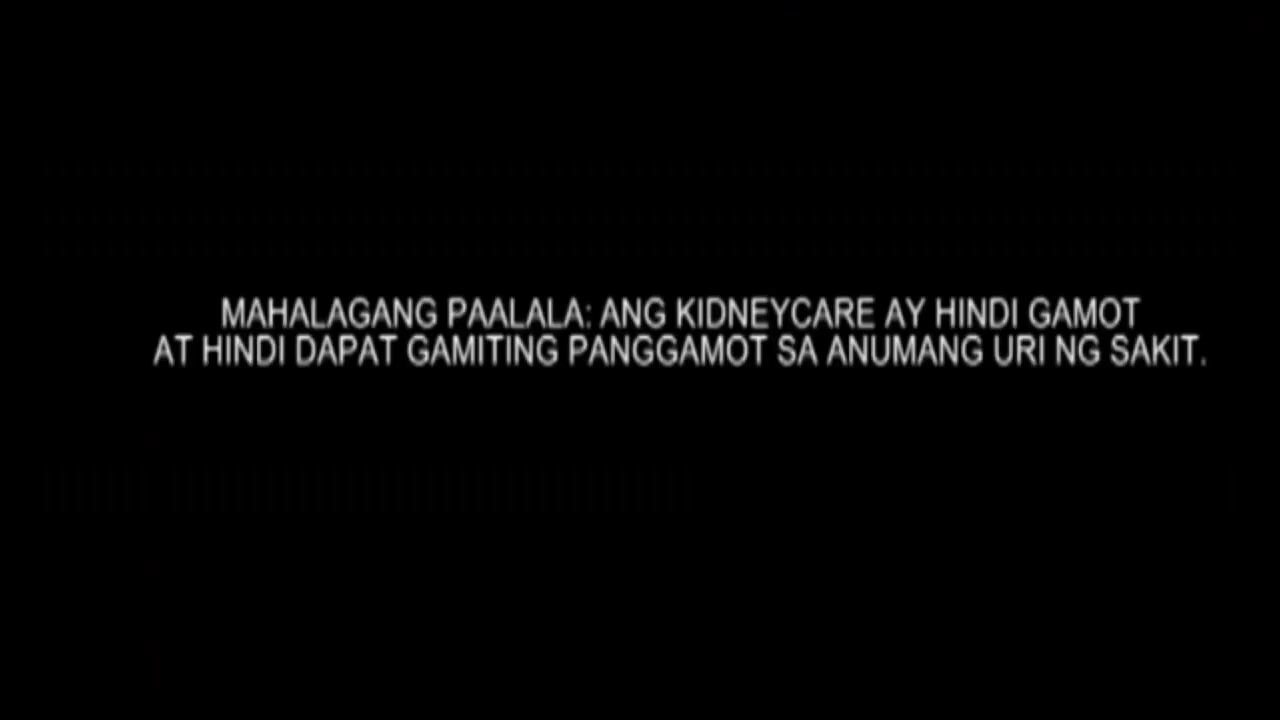 MAHALAGANG PAALALA: ANG KIDNEYCARE AY HINDI GAMOT
AT HINDI DAPAT GAMITING PANGGAMOT SA ANUMANG URI NG SAKIT.